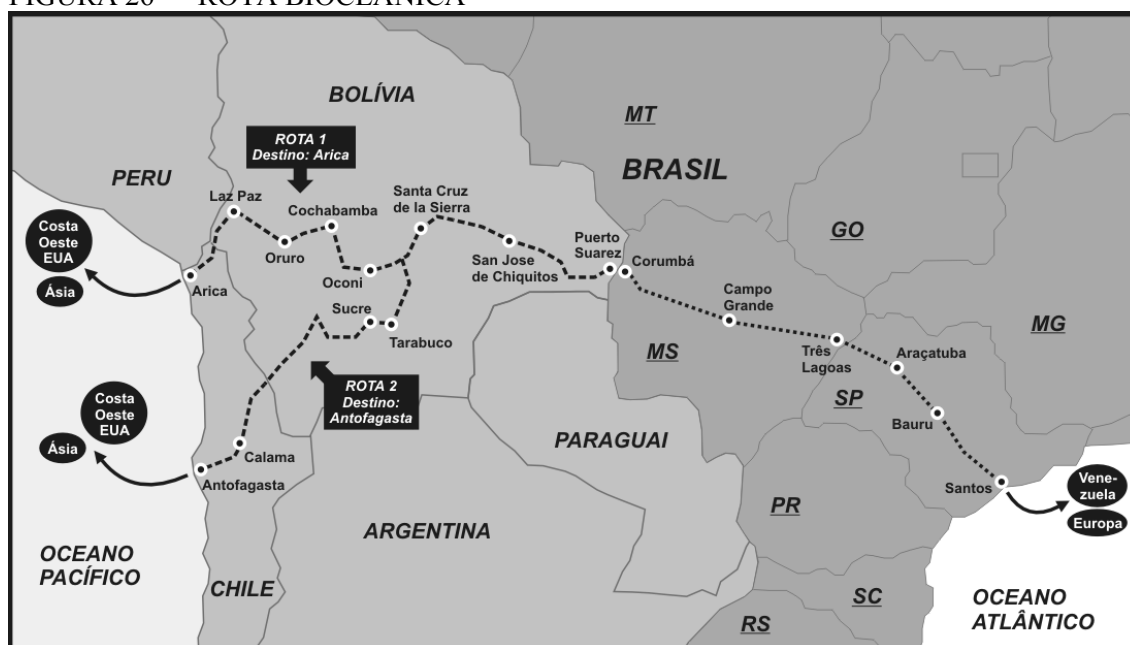 FIGURA 20 — ROTA BIOCEÂNICA
BOLÍVIA
MT
ROTA 1
Destino: Arica
BRASIL
PERU
Laz Paz
Santa Cruz
de la Sierra
Cochabamba
Costa
Oeste
EUA
GO
Puerto
Suarez
Oruro
San Jose
de Chiquitos
Corumbá
Ásia
Arica
Oconi
Campo
Grande
Sucre
MG
Tarabuco
MS
Três
Lagoas
Araçatuba
ROTA 2
Destino:
Antofagasta
SP
Costa
Oeste
EUA
Bauru
PARAGUAI
Ásia
Calama
Antofagasta
Santos
Vene-
zuela
PR
Europa
ARGENTINA
OCEANO
PACÍFICO
CHILE
SC
OCEANO
ATLÂNTICO
RS